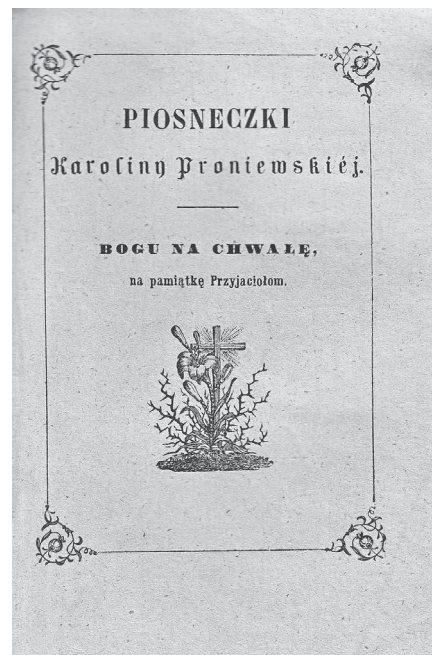 PIOSNECZKI
Karoliny Proniewskiéj.
BOGU NA CHWAŁĘ,
na pamiątkę Przyjaciołom.